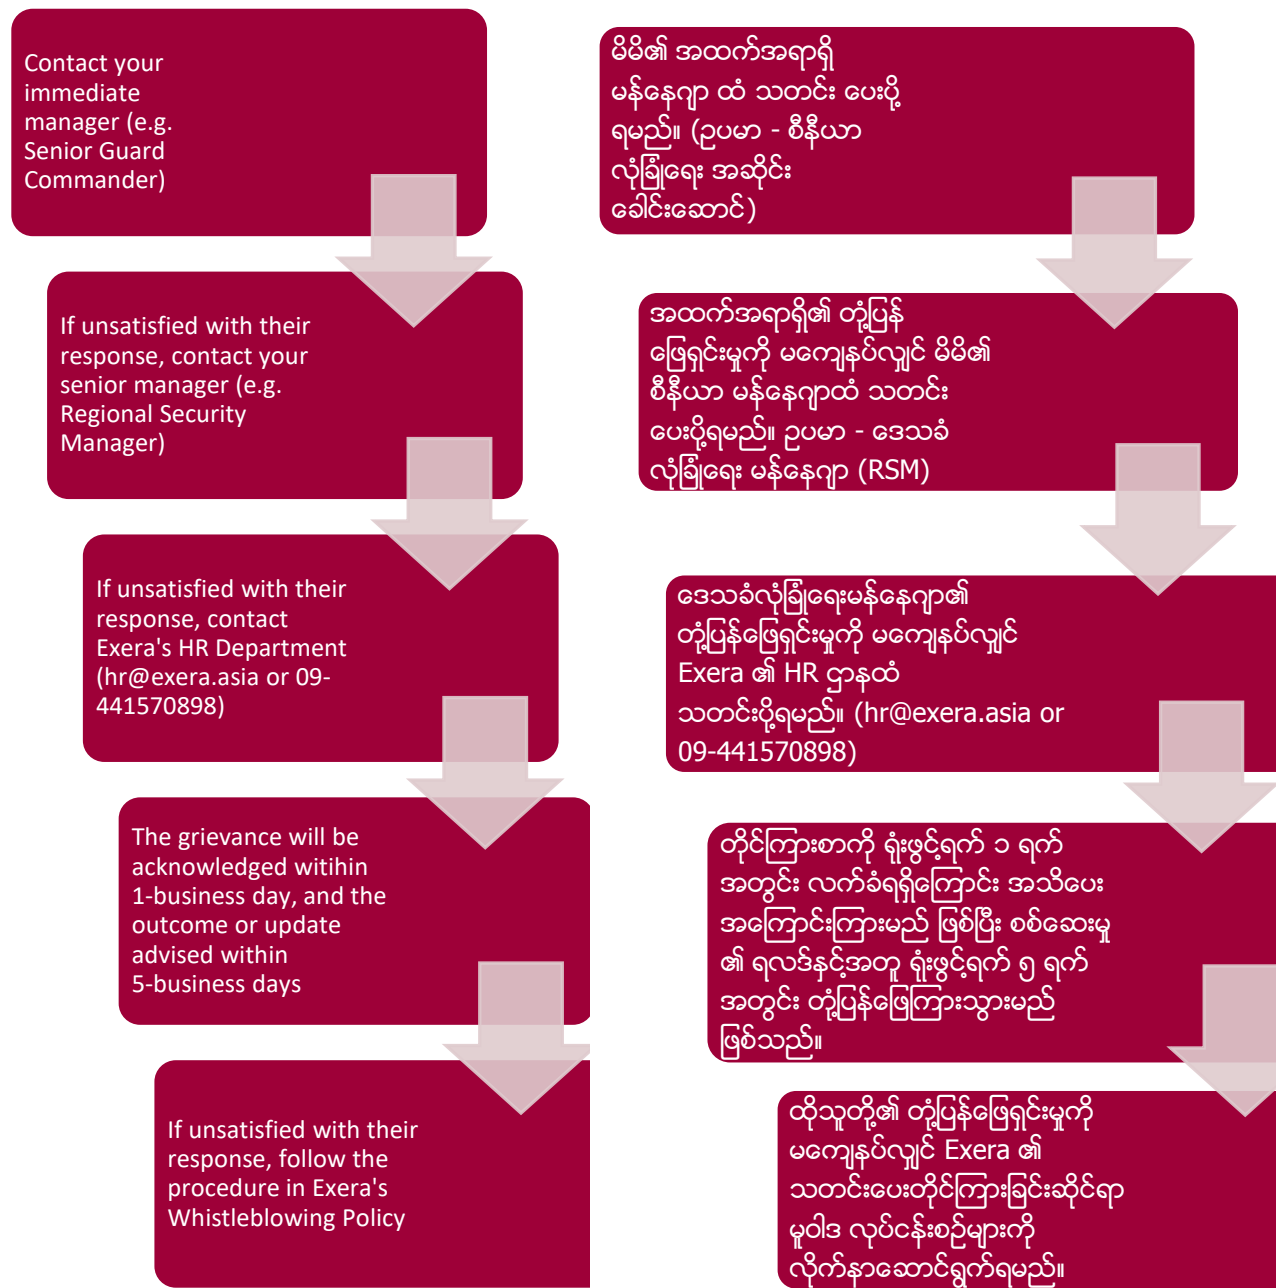 Contact your
immediate
manager (e.g.
Senior Guard
Commander)
If unsatisfied with their
response, contact your
senior manager (e.g.
Regional Security
Manager)
If unsatisfied with their
response, contact
Exera's HR Department
(hr@exera.asia or 09-
441570898)
The grievance will be
acknowledged witihin
1-business day, and the
outcome or update
advised within
5-business days
If unsatisfied with their
response, follow the
procedure in Exera's
Whistleblowing Policy
မိမိ၏ အထက်အရာရှိ
မန်နေဂျာ ထံ သတင်း ပေးပို့
ရမည်။ (ဥပမာ - စီနီယာ
လုံခြုံရေး အဆိုင်း
ခေါင်းဆောင်)
အထက်အရာရှိ၏ တုံ့ပြန်
ဖြေရှင်းမှုကို မကျေနပ်လျှင် မိမိ၏
စီနီယာ မန်နေဂျာထံ သတင်း
ပေးပို့ရမည်။ ဥပမာ - ဒေသခံ
လုံခြုံရေး မန်နေဂျာ (RSM)
ဒေသခံလုံခြုံရေးမန်နေဂျာ၏
တုံ့ပြန်ဖြေရှင်းမှုကို မကျေနပ်လျှင်
Exera ၏ HR ဌာနထံ
သတင်းပို့ရမည်။ (hr@exera.asia or
09-441570898)
တိုင်ကြားစာကို ရုံးဖွင့်ရက် ၁ ရက်
အတွင်း လက်ခံရရှိကြောင်း အသိပေး
အကြောင်းကြားမည် ဖြစ်ပြီး စစ်ဆေးမှု
၏ ရလဒ်နှင့်အတူ ရုံးဖွင့်ရက် ၅ ရက်
အတွင်း တုံ့ပြန်ဖြေကြားသွားမည်
ဖြစ်သည်။
ထိုသူတို့၏ တုံ့ပြန်ဖြေရှင်းမှုကို
မကျေနပ်လျှင် Exera ၏
သတင်းပေးတိုင်ကြားခြင်းဆိုင်ရာ
မူဝါဒ လုပ်ငန်းစဉ်များကို
လိုက်နာဆောင်ရွက်ရမည်။